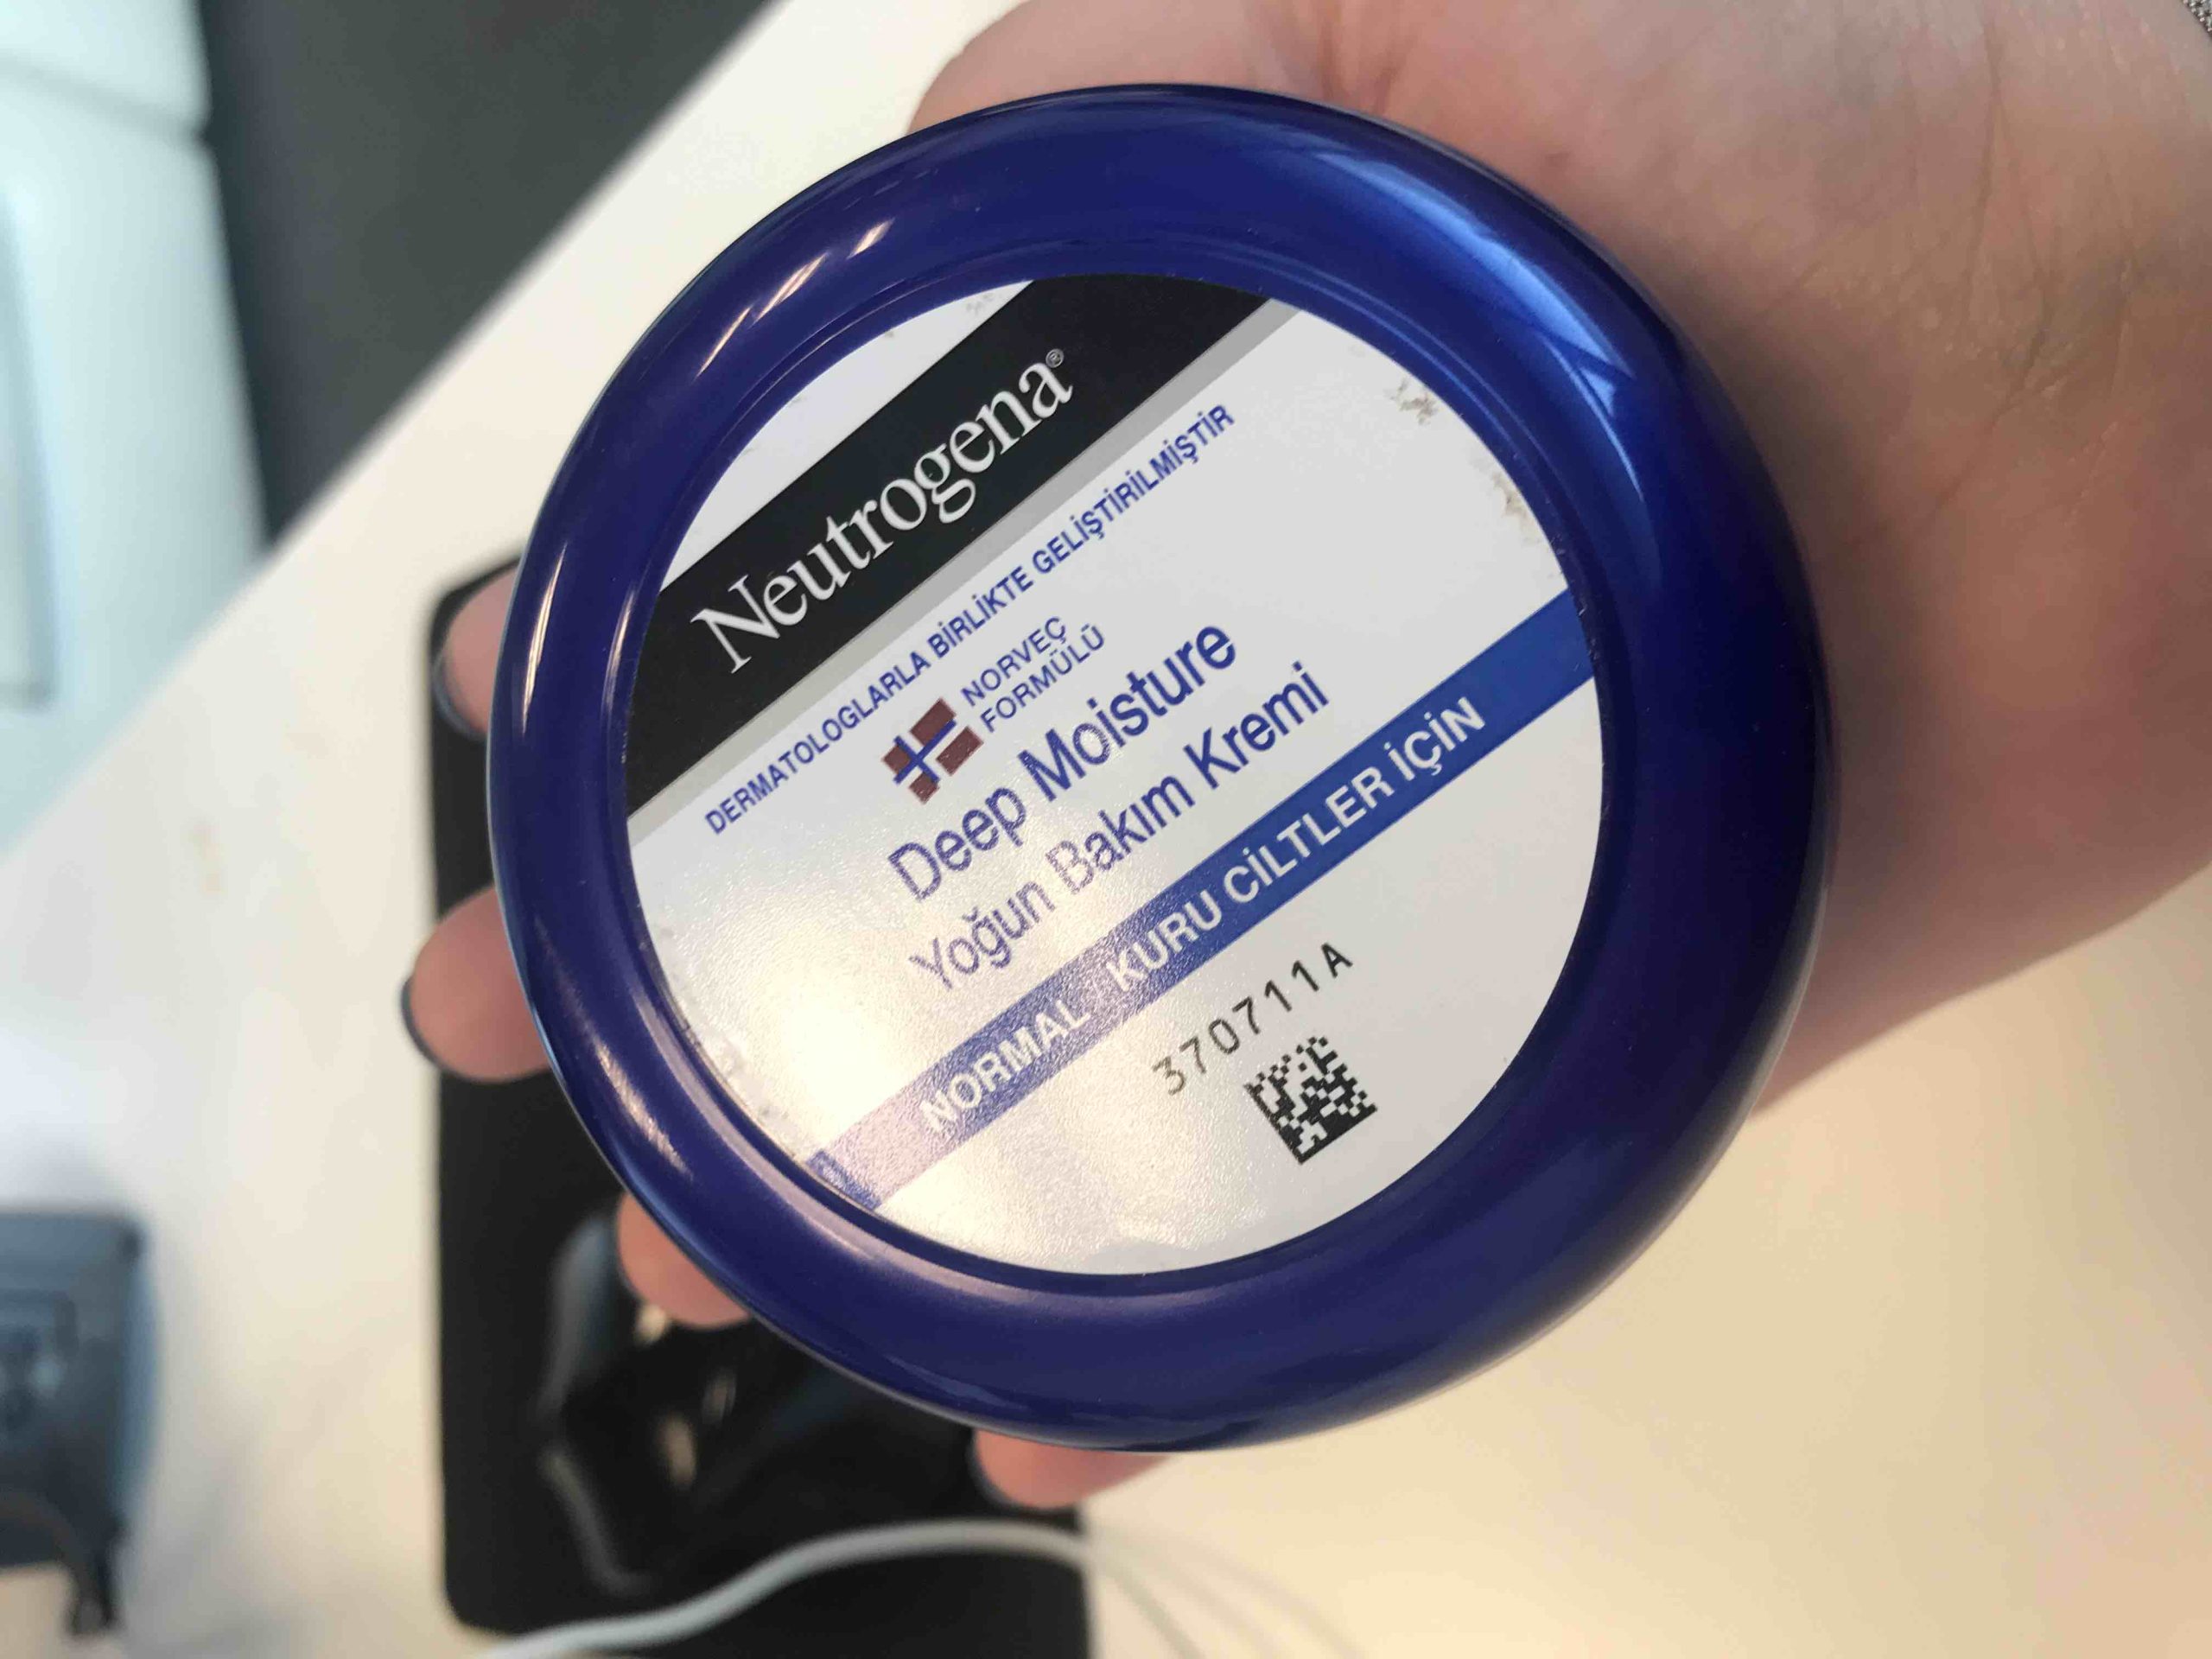 Neutrogena®
DERMATOLOGLARLA BİRLİKTE GELİŞTİRİLMİŞTİR
NORVEÇ
FORMÜLÜ
Deep Moisture
Yoğun Bakım Kremi
NORMAL / KURU CİLTLER İÇİN
370711A